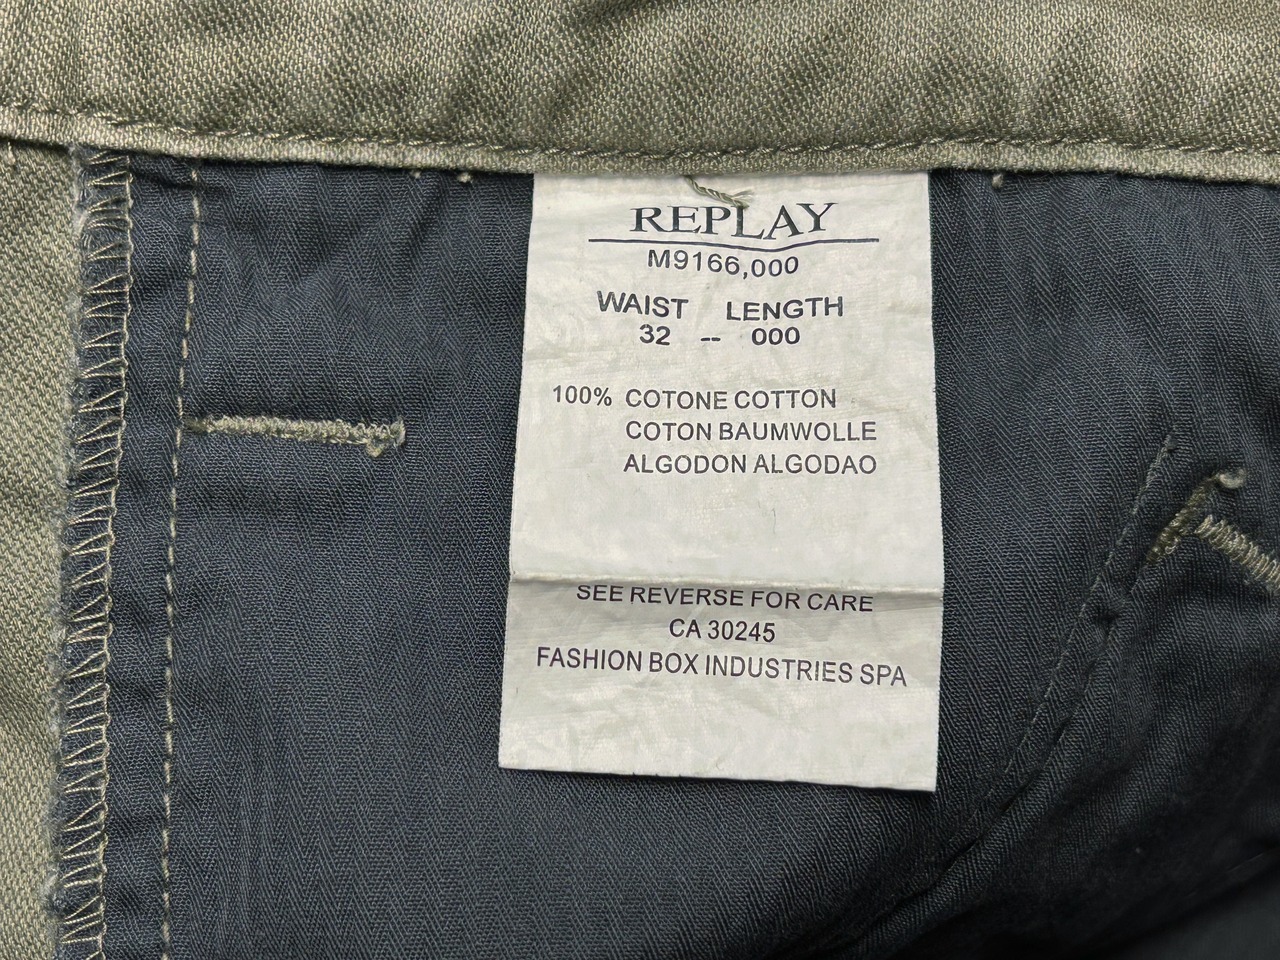 REPLAY
M9166,000
WAIST LENGTH
32 -- 000
100% COTONE COTTON
COTON BAUMWOLLE
ALGODON ALGODAO
SEE REVERSE FOR CARE
CA 30245
FASHION BOX INDUSTRIES SPA